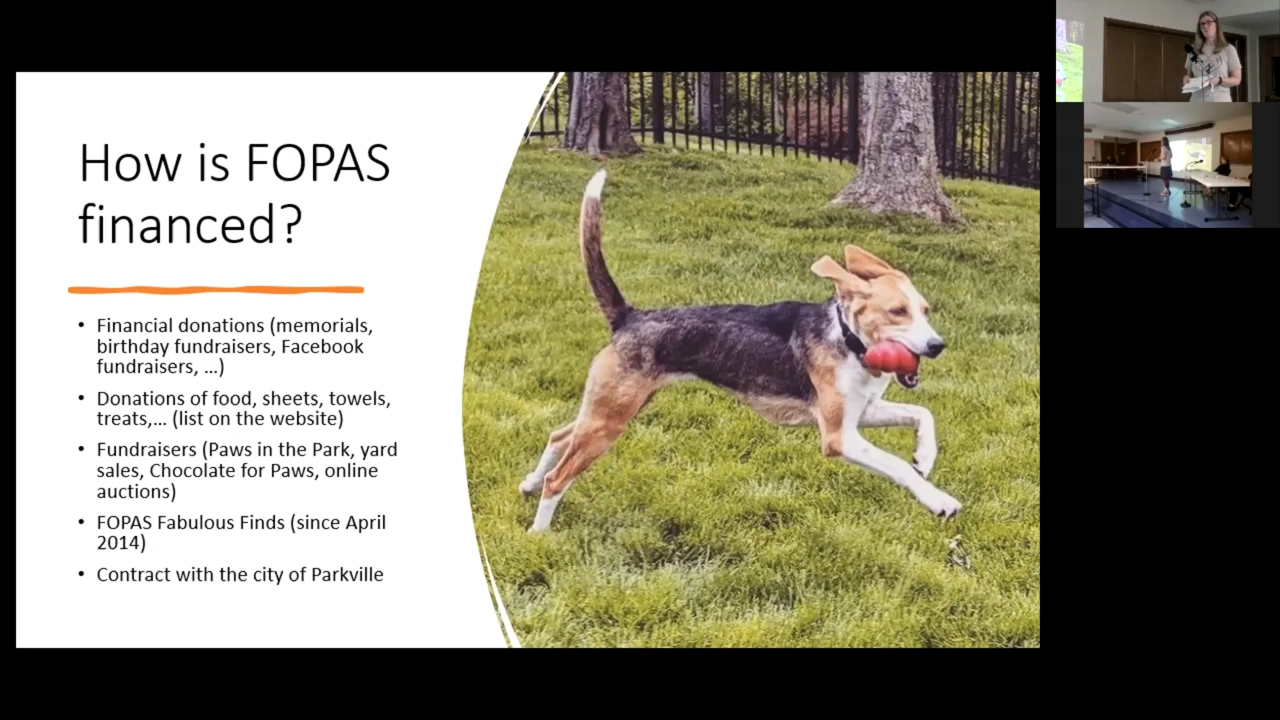 How is FOPAS
financed?
• Financial donations (memorials,
birthday fundraisers, Facebook
fundraisers, ...)
• Donations of food, sheets, towels,
treats,... (list on the website)
• Fundraisers (Paws in the Park, yard
sales, Chocolate for Paws, online
auctions)
• FOPAS Fabulous Finds (since April
2014)
• Contract with the city of Parkville